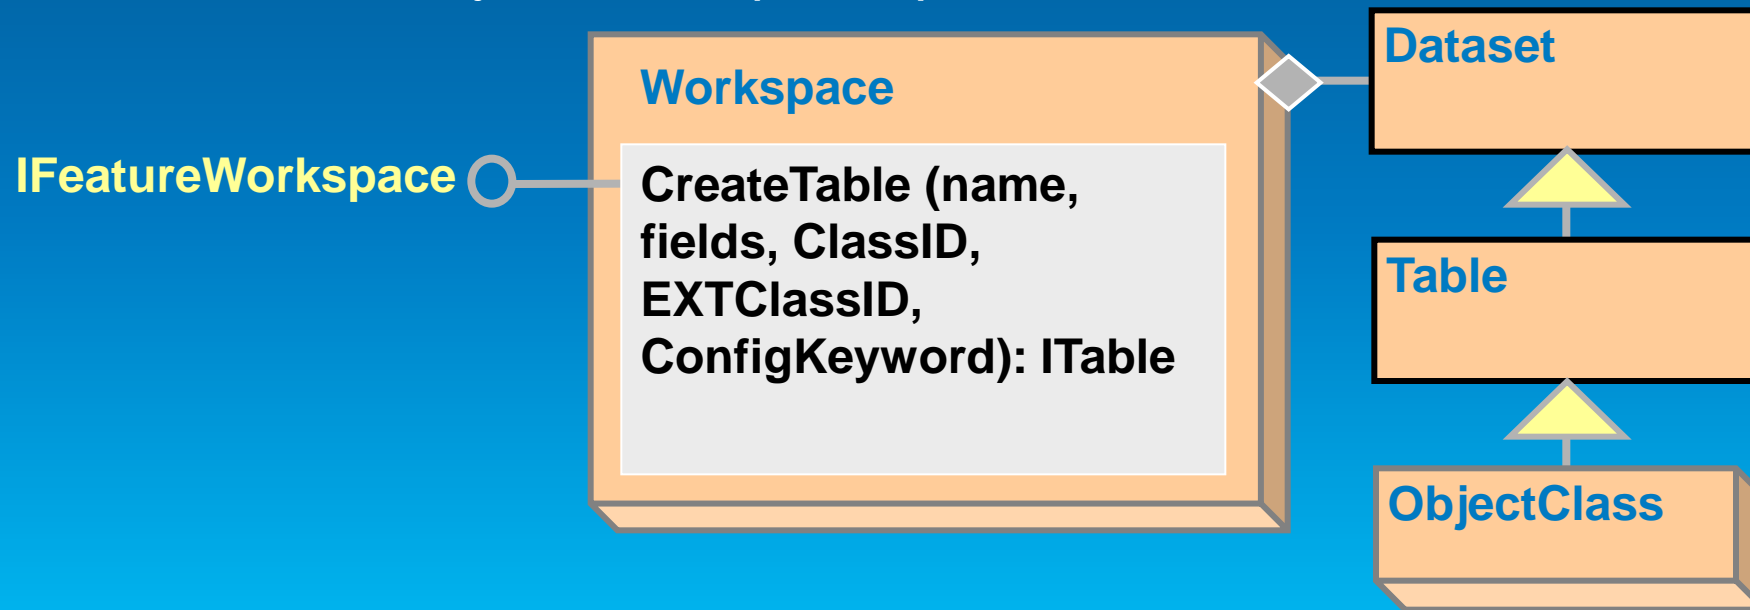 Workspace
IFeatureWorkspace
CreateTable (name,
fields, ClassID,
EXTClassID,
ConfigKeyword): ITable
Dataset
Table
ObjectClass